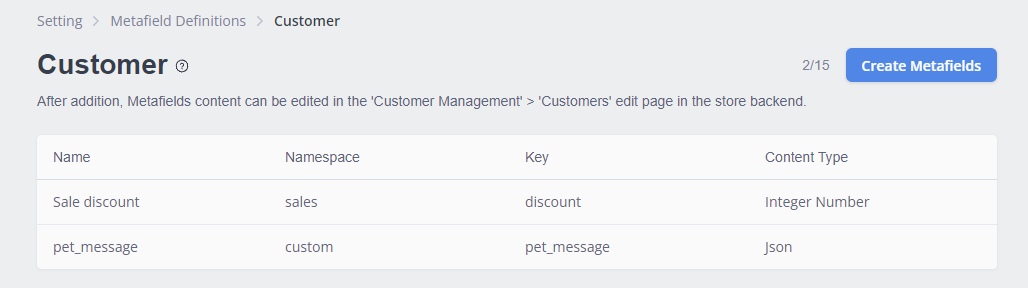 Setting > Metafield Definitions > Customer
Customer ?
2/15 Create Metafields
After addition, Metafields content can be edited in the 'Customer Management' > 'Customers' edit page in the store backend.
Name Namespace Key Content Type
Sale discount sales discount Integer Number
pet_message custom pet_message Json